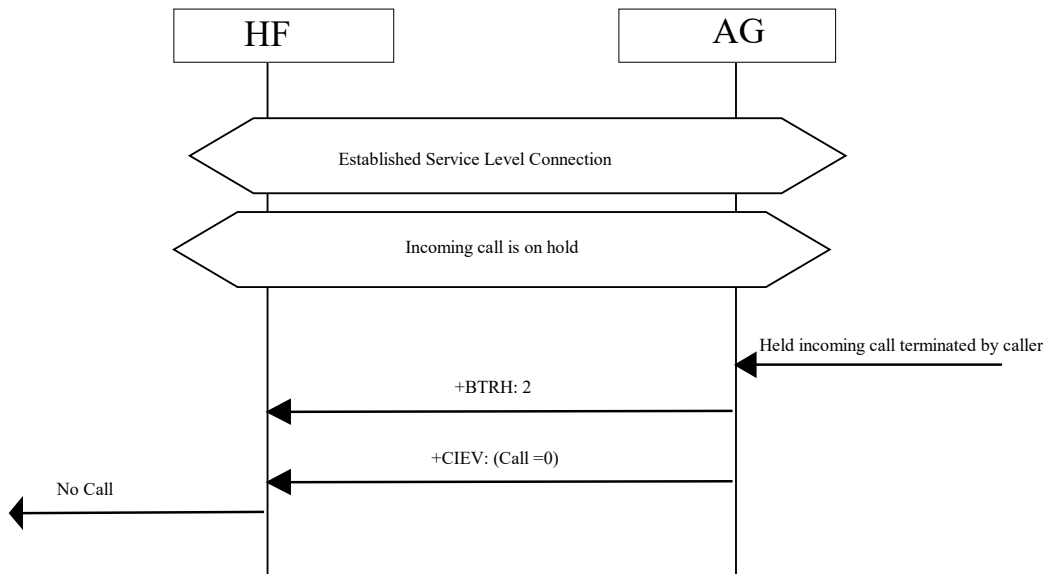 HF
AG
Established Service Level Connection
Incoming call is on hold
Held incoming call terminated by caller
+BTRH: 2
+CIEV: (Call =0)
No Call